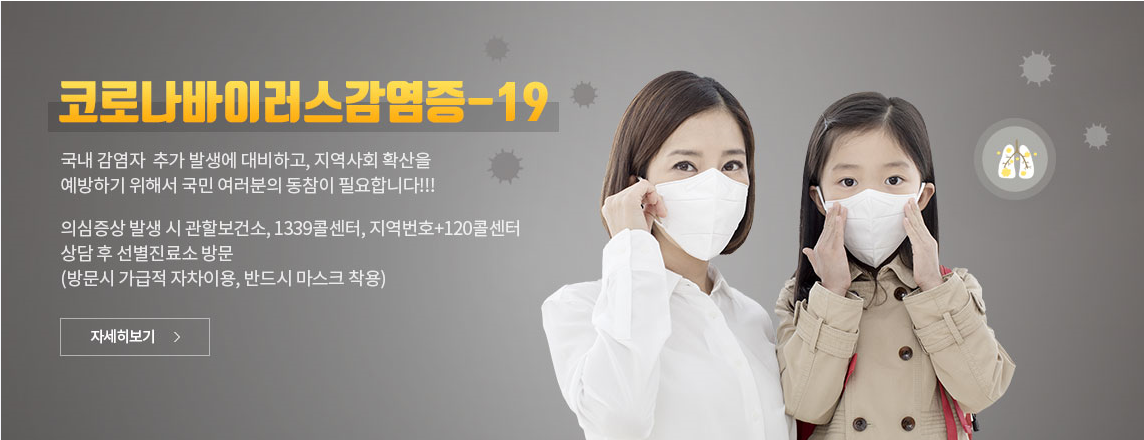 코로나바이러스감염증-19
국내 감염자 추가 발생에 대비하고, 지역사회 확산을
예방하기 위해서 국민 여러분의 동참이 필요합니다!!!
의심증상 발생 시 관할보건소, 1339콜센터, 지역번호+120콜센터
상담 후 선별진료소 방문
(방문시 가급적 자차이용, 반드시 마스크 착용)
자세히보기